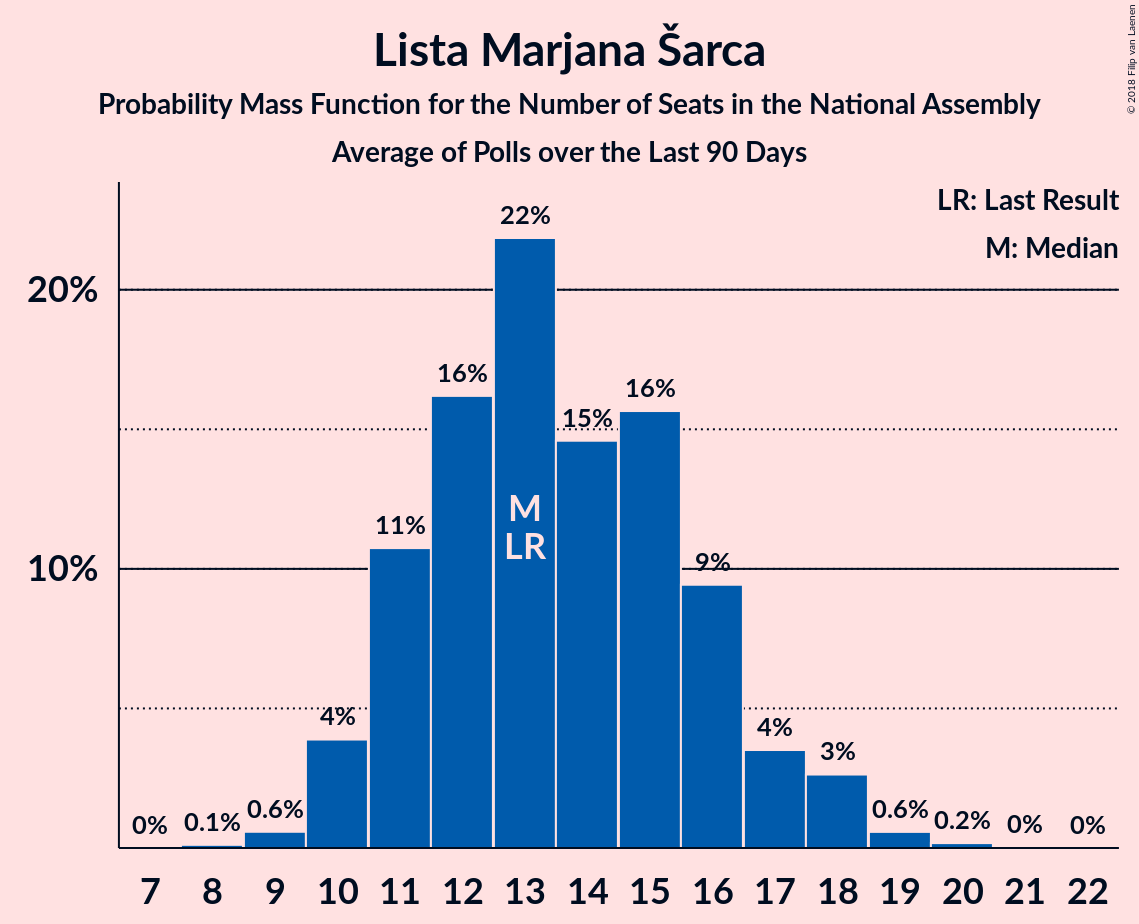 Lista Marjana Šarca
Probability Mass Function for the Number of Seats in the National Assembly
Average of Polls over the Last 90 Days
© 2018 Filip van Laenen
LR: Last Result
M: Median
20%
10%
0%
0.1%
0.6%
4%
11%
16%
22%
15%
16%
9%
4%
3%
0.6%
0.2%
0%
0%
M
LR
7 8 9 10 11 12 13 14 15 16 17 18 19 20 21 22